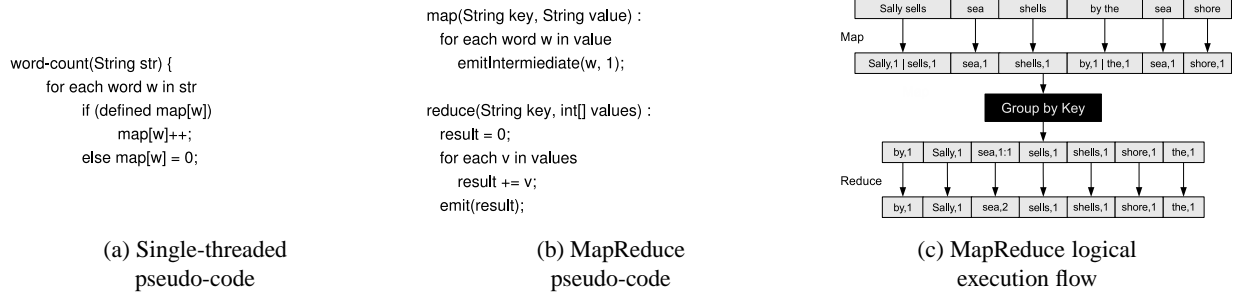 word-count(String str) {
for each word w in str
if (defined map[w])
map[w]++;
else map[w] = 0;
(a) Single-threaded
pseudo-code
map(String key, String value) :
for each word w in value
emitIntermiediate(w, 1);
reduce(String key, int[] values) :
result = 0;
for each v in values
result += v;
emit(result);
(b) MapReduce
pseudo-code
Sally sells sea shells by the sea shore
Map
Sally,1 | sells,1 sea,1 shells,1 by,1 | the,1 sea,1 shore,1
Group by Key
by,1 Sally,1 sea,1:1 sells,1 shells,1 shore,1 the,1
Reduce
by,1 Sally,1 sea,2 sells,1 shells,1 shore,1 the,1
(c) MapReduce logical
execution flow